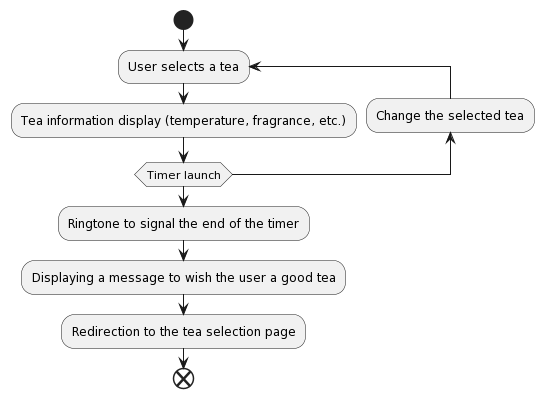 User selects a tea
Tea information display (temperature, fragrance, etc.)
Change the selected tea
Timer launch
Ringtone to signal the end of the timer
Displaying a message to wish the user a good tea
Redirection to the tea selection page